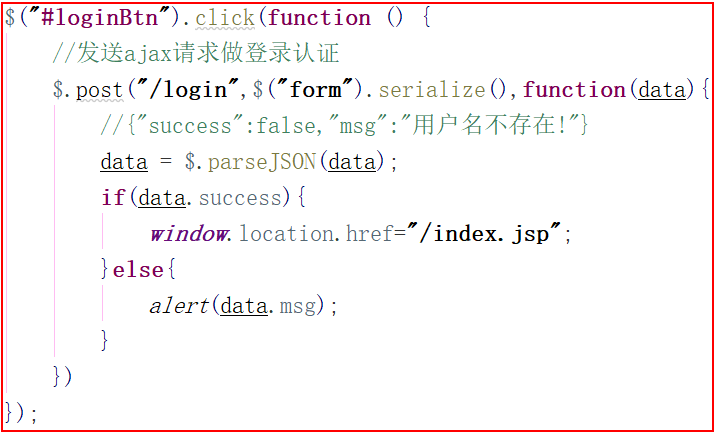 $("#loginBtn").click(function () {
//发送ajax请求做登录认证
$.post("/login",$("form").serialize(),function(data){
//{"success":false,"msg":"用户名不存在!"}
data = $.parseJSON(data);
if(data.success){
window.location.href="/index.jsp";
}else{
alert(data.msg);
}
})
});